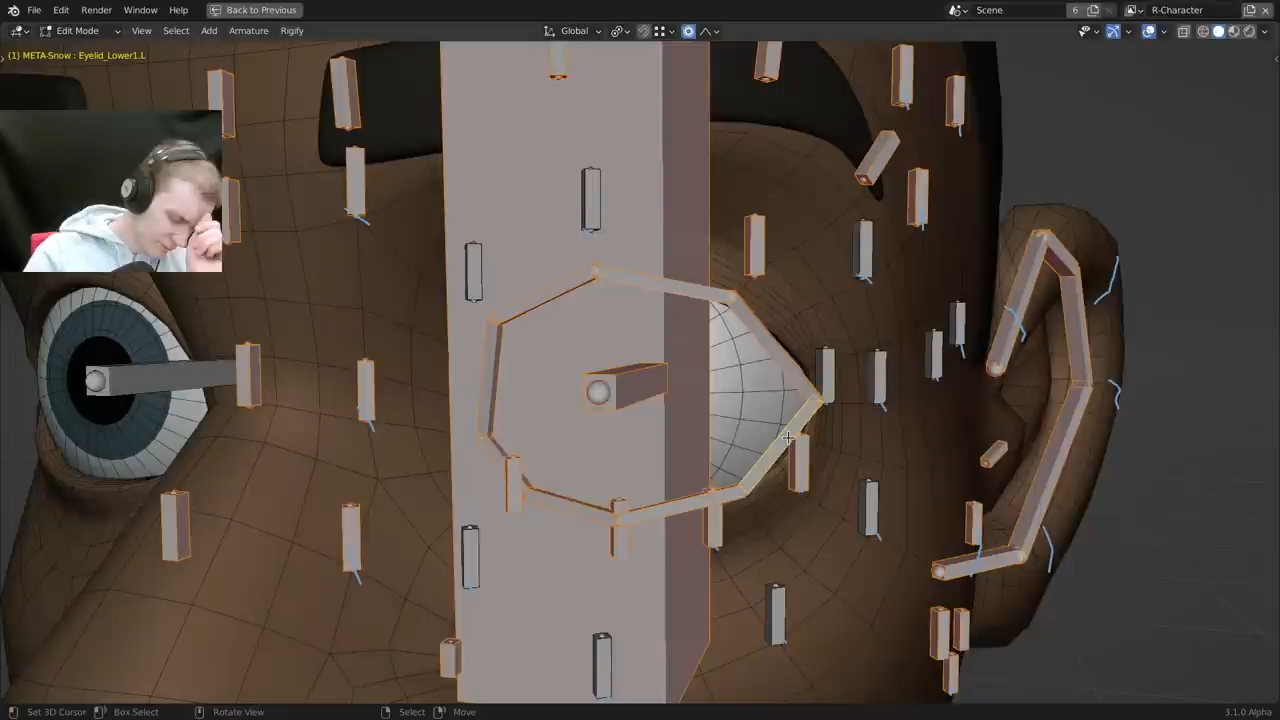 File Edit Render Window Help Back to Previous Scene 6 R-Character
Edit Mode View Select Add Armature Rigify Global
(1) META-Snow : Eyelid_Lower1.L
Set 3D Cursor Box Select Rotate View Select Move 3.1.0 Alpha